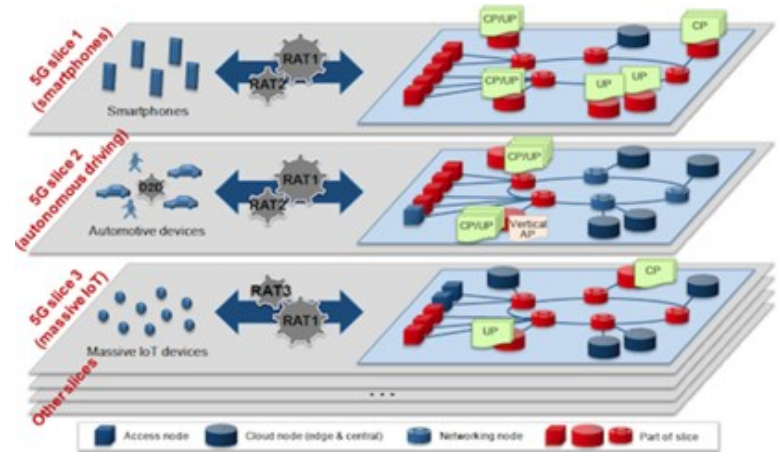 5G slice 1
(smartphones)
Smartphones
RAT1
RAT2
CP/UP
CP/UP
CP
UP
UP
5G slice 2
(autonomous driving)
D2D
Automotive devices
RAT1
RAT2
CP/UP
CP/UP
Vertical
AP
5G slice 3
(massive IoT)
Massive IoT devices
RAT3
RAT1
UP
CP
Other slices
• • •
Access node
Cloud node (edge & central)
Networking node
Part of slice